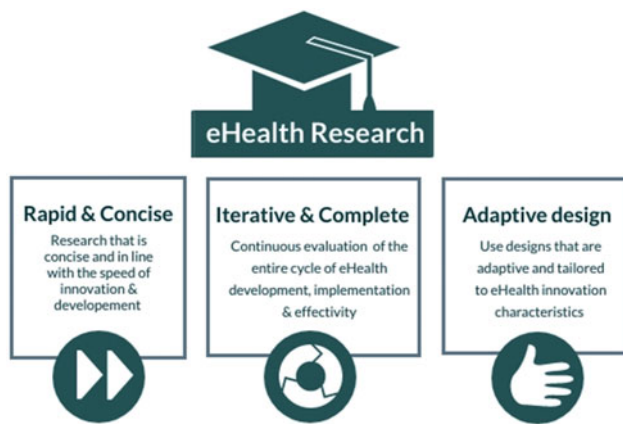 eHealth Research
Rapid & Concise
Research that is
concise and in line
with the speed of
innovation &
developement
Iterative & Complete
Continuous evaluation of the
entire cycle of eHealth
development, implementation
& effectivity
Adaptive design
Use designs that are
adaptive and tailored
to eHealth innovation
characteristics